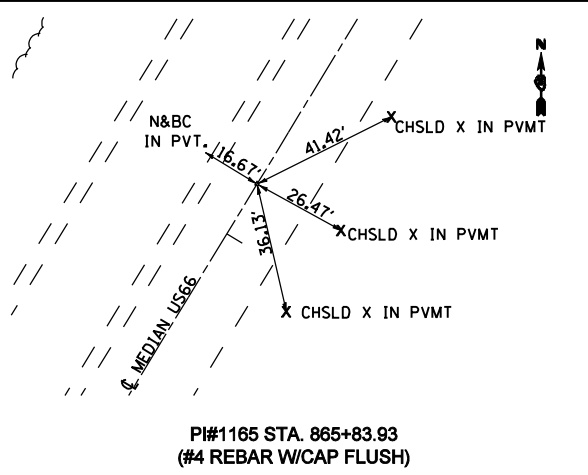 N
N&BC
IN PVT.
16.67'
41.42'
CHSLD X IN PVMT
26.47'
CHSLD X IN PVMT
36.13'
CHSLD X IN PVMT
℄ MEDIAN US66
PI#1165 STA. 865+83.93
(#4 REBAR W/CAP FLUSH)